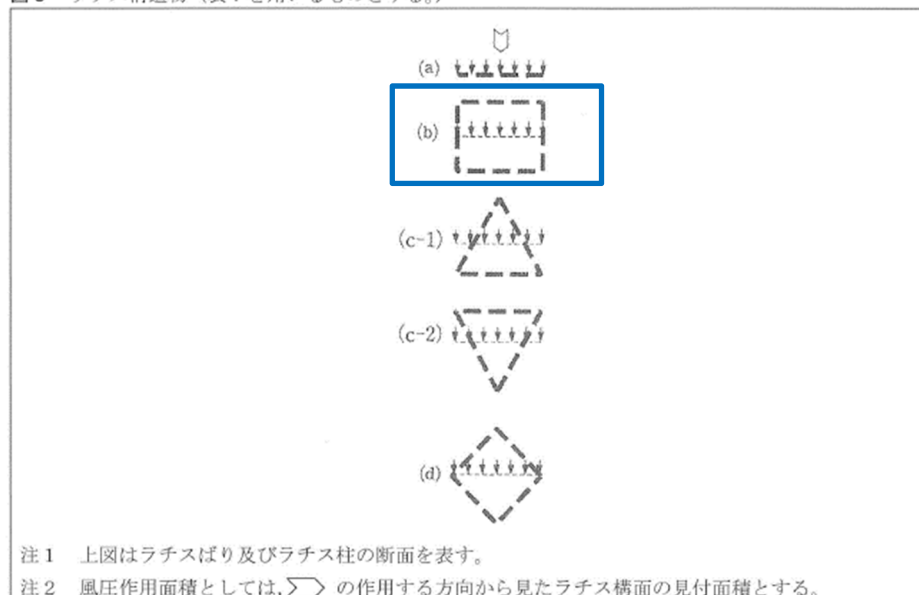 (a)
(b)
(c-1)
(c-2)
(d)
注1 上図はラチスばり及びラチス柱の断面を表す。
注2 風圧作用面積としては, の作用する方向から見たラチス構面の見付面積とする。